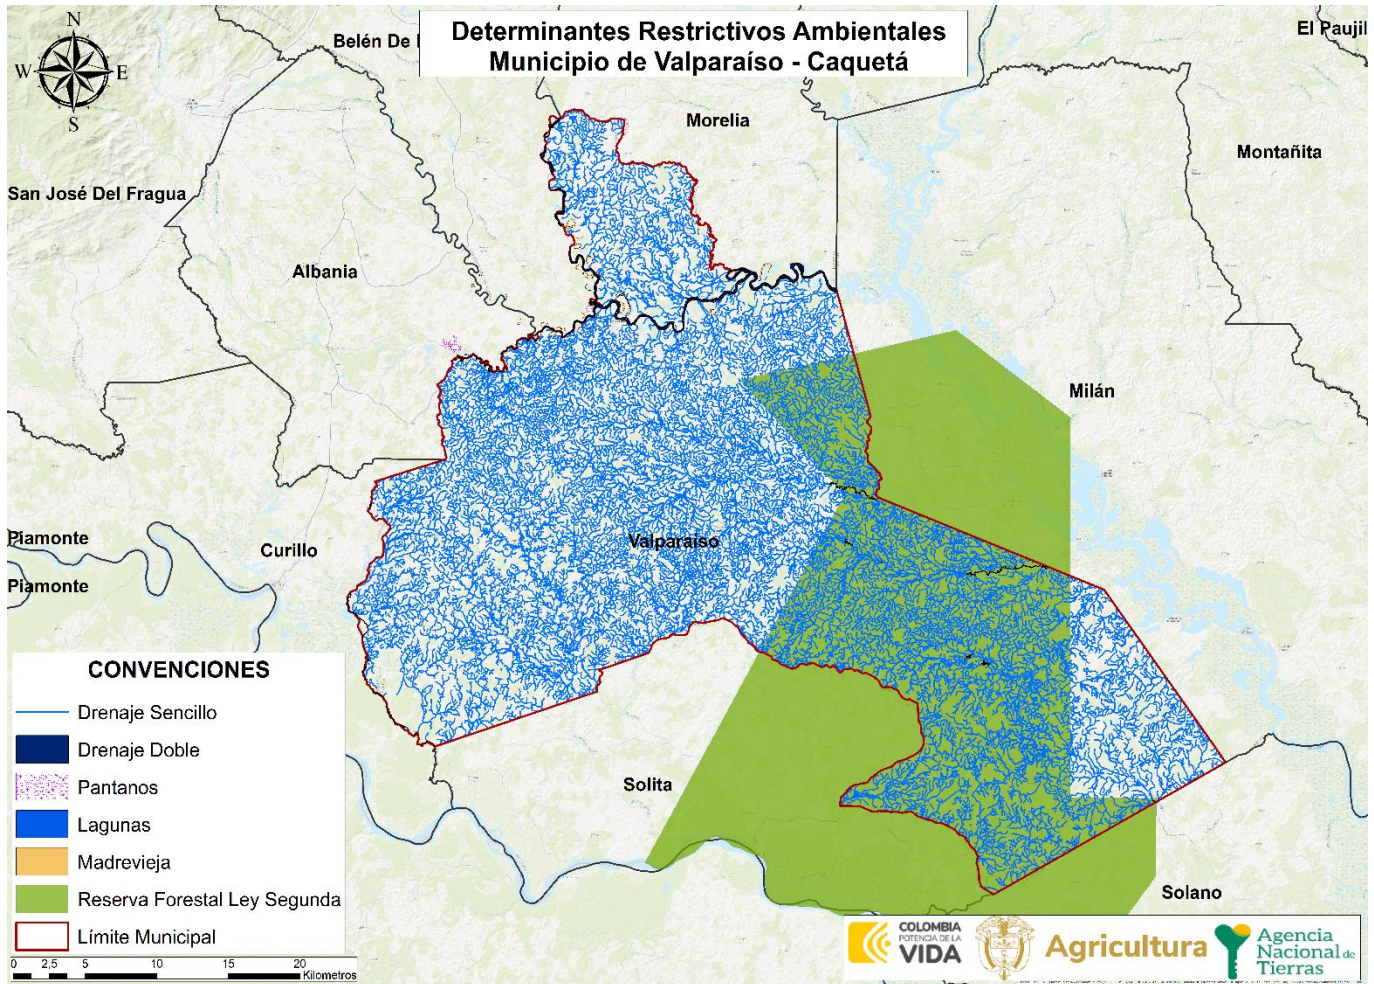 Determinantes Restrictivos Ambientales
Municipio de Valparaíso - Caquetá
N
W
E
S
Belén De
El Paujil
Morelia
Montañita
San José Del Fragua
Albania
Milán
Piamonte
Curillo
Valparaíso
Piamonte
Solita
Solano
CONVENCIONES
Drenaje Sencillo
Drenaje Doble
Pantanos
Lagunas
Madrevieja
Reserva Forestal Ley Segunda
Límite Municipal
0 2,5 5 10 15 20
Kilometros
COLOMBIA
POTENCIA DE LA
VIDA
Agricultura
Agencia
Nacional de
Tierras